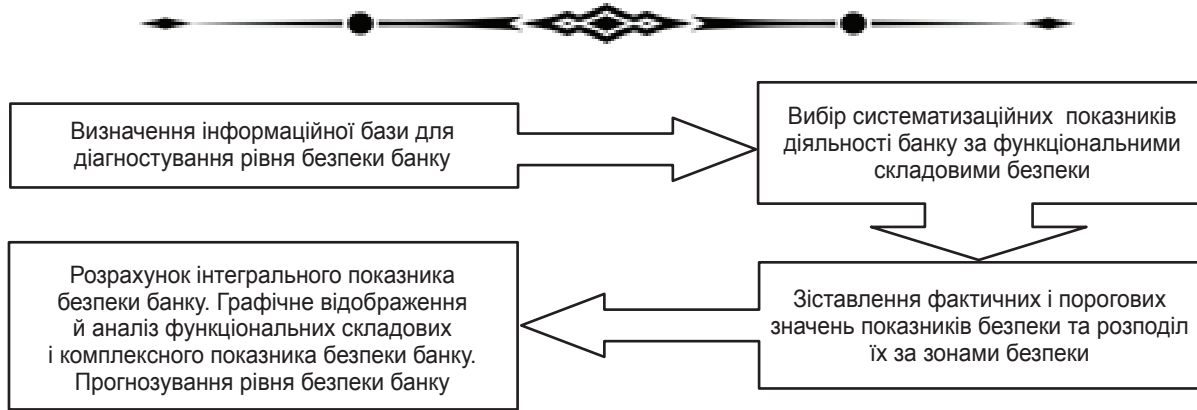 Визначення інформаційної бази для
діагностування рівня безпеки банку
Вибір систематизаційних показників
діяльності банку за функціональними
складовими безпеки
Зіставлення фактичних і порогових
значень показників безпеки та розподіл
їх за зонами безпеки
Розрахунок інтегрального показника
безпеки банку. Графічне відображення
й аналіз функціональних складових
і комплексного показника безпеки банку.
Прогнозування рівня безпеки банку